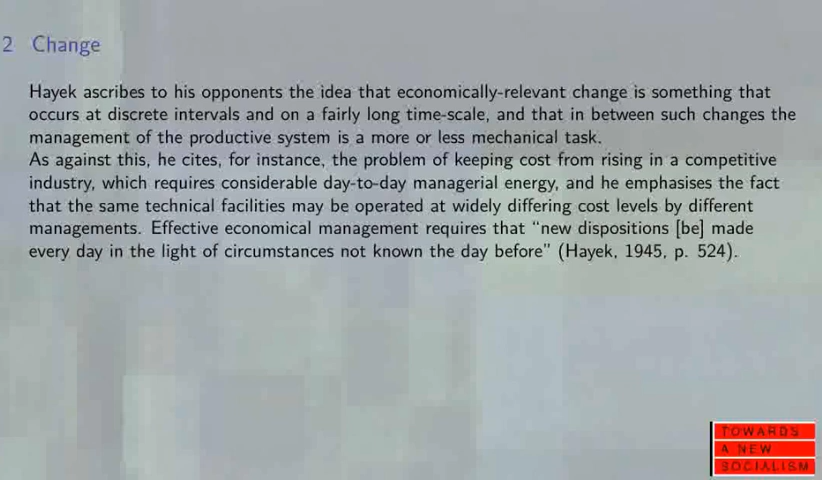 2 Change
Hayek ascribes to his opponents the idea that economically-relevant change is something that
occurs at discrete intervals and on a fairly long time-scale, and that in between such changes the
management of the productive system is a more or less mechanical task.
As against this, he cites, for instance, the problem of keeping cost from rising in a competitive
industry, which requires considerable day-to-day managerial energy, and he emphasises the fact
that the same technical facilities may be operated at widely differing cost levels by different
managements. Effective economical management requires that “new dispositions [be] made
every day in the light of circumstances not known the day before” (Hayek, 1945, p. 524).
TOWARDS
A NEW
SOCIALISM